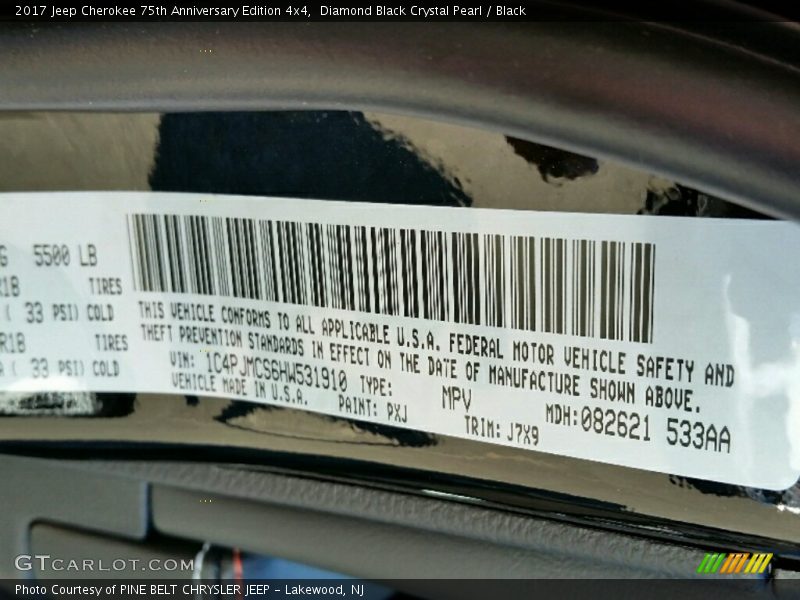 2017 Jeep Cherokee 75th Anniversary Edition 4x4,  Diamond Black Crystal Pearl / Black
5500 LB
TIRES
( 33 PSI) COLD
TIRES
( 33 PSI) COLD
THIS VEHICLE CONFORMS TO ALL APPLICABLE U.S.A. FEDERAL MOTOR VEHICLE SAFETY AND
THEFT PREVENTION STANDARDS IN EFFECT ON THE DATE OF MANUFACTURE SHOWN ABOVE.
VIN: 1C4PJMCS6HW531910 TYPE: MPV MDH:082621 533AA
VEHICLE MADE IN U.S.A. PAINT: PXJ TRIM: J7X9
GTCARLOT.COM
Photo Courtesy of PINE BELT CHRYSLER JEEP - Lakewood, NJ